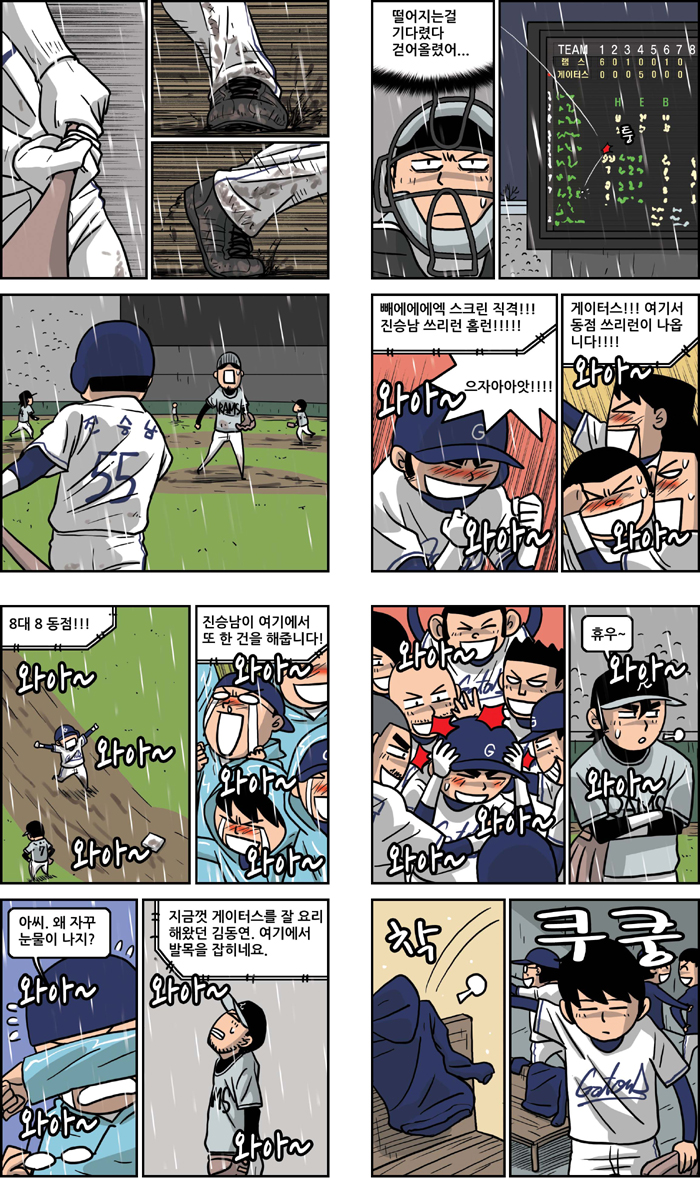 떨어지는걸
기다렸다
걷어올렸어...
TEAM 1 2 3 4 5 6 7 8
램 스 6 0 1 0 0 1 0
게이터스 0 0 0 5 0 0 0
H E B
퉁
진승남
55
RAMS
빼에에에엑 스크린 직격!!!
진승남 쓰리런 홈런!!!!!
으자아아앗!!!!
와아~
G
와아~
게이터스!!! 여기서
동점 쓰리런이 나옵
니다!!!!
와아~
와아~
8대 8 동점!!!
와아~
와아~
와아~
7
진승남이 여기에서
또 한 건을 해줍니다!
와아~
G
와아~
G
와아~
와아~
Gators
G
와아~
와아~
휴우~
와아~
와아~
RAMS
아씨. 왜 자꾸
눈물이 나지?
와아~
와아~
지금껏 게이터스를 잘 요리
해왔던 김동연. 여기에서
발목을 잡히네요.
와아~
와아~
착
쿠쿵
Gators